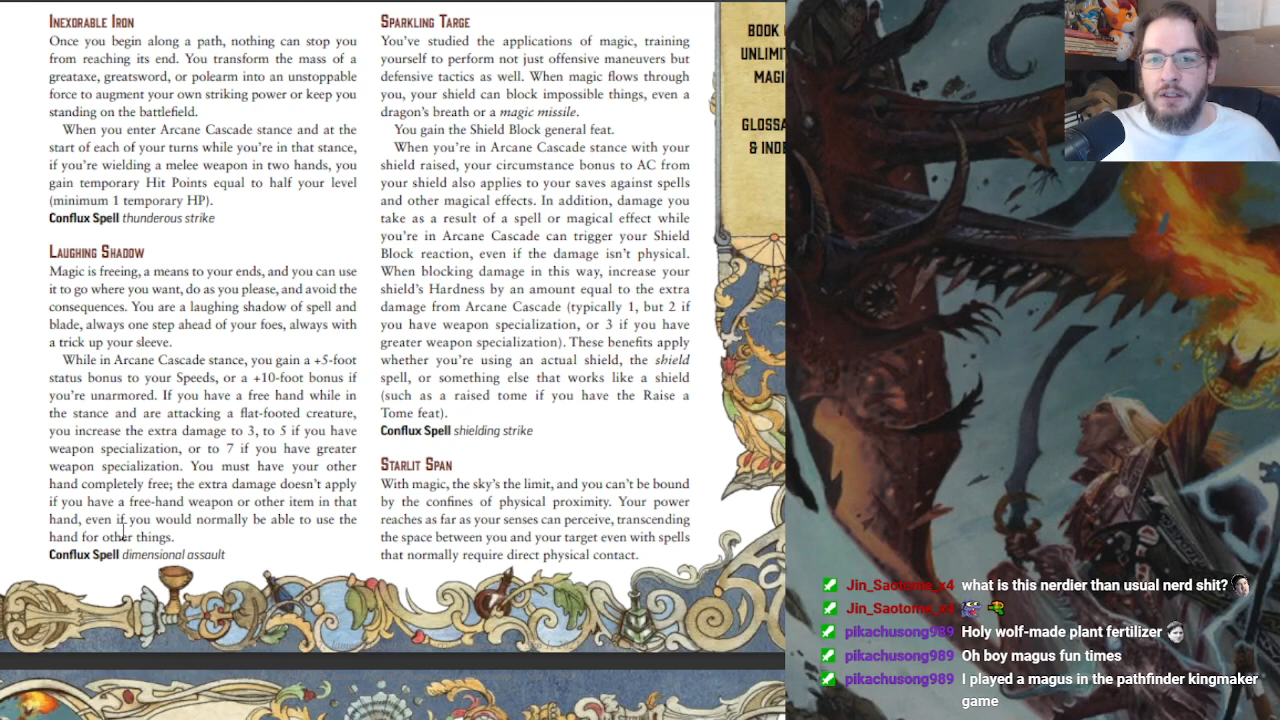 INEXORABLE IRON
Once you begin along a path, nothing can stop you
from reaching its end. You transform the mass of a
greataxe, greatsword, or polearm into an unstoppable
force to augment your own striking power or keep you
standing on the battlefield.
When you enter Arcane Cascade stance and at the
start of each of your turns while you're in that stance,
if you're wielding a melee weapon in two hands, you
gain temporary Hit Points equal to half your level
(minimum 1 temporary HP).
Conflux Spell thunderous strike
LAUGHING SHADOW
Magic is freeing, a means to your ends, and you can use
it to go where you want, do as you please, and avoid the
consequences. You are a laughing shadow of spell and
blade, always one step ahead of your foes, always with
a trick up your sleeve.
While in Arcane Cascade stance, you gain a +5-foot
status bonus to your Speeds, or a +10-foot bonus if
you're unarmored. If you have a free hand while in
the stance and are attacking a flat-footed creature,
you increase the extra damage to 3, to 5 if you have
weapon specialization, or to 7 if you have greater
weapon specialization. You must have your other
hand completely free; the extra damage doesn't apply
if you have a free-hand weapon or other item in that
hand, even if you would normally be able to use the
hand for other things.
Conflux Spell dimensional assault
SPARKLING TARGE
You've studied the applications of magic, training
yourself to perform not just offensive maneuvers but
defensive tactics as well. When magic flows through
you, your shield can block impossible things, even a
dragon's breath or a magic missile.
You gain the Shield Block general feat.
When you're in Arcane Cascade stance with your
shield raised, your circumstance bonus to AC from
your shield also applies to your saves against spells
and other magical effects. In addition, damage you
take as a result of a spell or magical effect while
you're in Arcane Cascade can trigger your Shield
Block reaction, even if the damage isn't physical.
When blocking damage in this way, increase your
shield's Hardness by an amount equal to the extra
damage from Arcane Cascade (typically 1, but 2 if
you have weapon specialization, or 3 if you have
greater weapon specialization). These benefits apply
whether you're using an actual shield, the shield
spell, or something else that works like a shield
(such as a raised tome if you have the Raise a
Tome feat).
Conflux Spell shielding strike
STARLIT SPAN
With magic, the sky's the limit, and you can't be bound
by the confines of physical proximity. Your power
reaches as far as your senses can perceive, transcending
the space between you and your target even with spells
that normally require direct physical contact.
BOOK
UNLIMIT
MAGI
GLOSSA
& INDE
Jin_Saotome_x4 what is this nerdier than usual nerd shit?
Jin_Saotome_x4
pikachusong989 Holy wolf-made plant fertilizer
pikachusong989 Oh boy magus fun times
pikachusong989 I played a magus in the pathfinder kingmaker
game